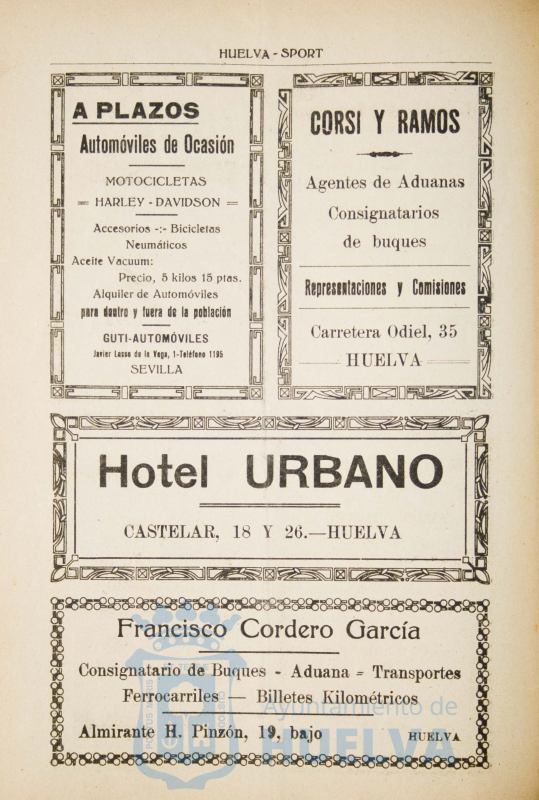 HUELVA - SPORT
A PLAZOS
Automóviles de Ocasión
MOTOCICLETAS
HARLEY - DAVIDSON
Accesorios -:- Bicicletas
Neumáticos
Aceite Vacuum:
Precio, 5 kilos 15 ptas.
Alquiler de Automóviles
para dentro y fuera de la población
GUTI-AUTOMÓVILES
Javier Lasso de la Vega, 1-Teléfono 1195
SEVILLA
CORSI Y RAMOS
Agentes de Aduanas
Consignatarios
de buques
Representaciones y Comisiones
Carretera Odiel, 35
HUELVA
Hotel URBANO
CASTELAR, 18 Y 26.—HUELVA
Francisco Cordero García
Consignatario de Buques - Aduana = Transportes
Ferrocarriles — Billetes Kilométricos
Almirante H. Pinzón, 19, bajo HUELVA
Ayuntamiento de
HUELVA